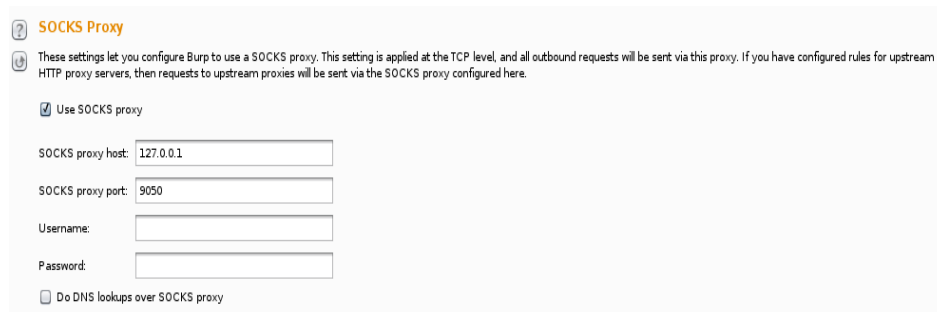 SOCKS Proxy
These settings let you configure Burp to use a SOCKS proxy. This setting is applied at the TCP level, and all outbound requests will be sent via this proxy. If you have configured rules for upstream
HTTP proxy servers, then requests to upstream proxies will be sent via the SOCKS proxy configured here.
Use SOCKS proxy
SOCKS proxy host: 127.0.0.1
SOCKS proxy port: 9050
Username:
Password:
Do DNS lookups over SOCKS proxy